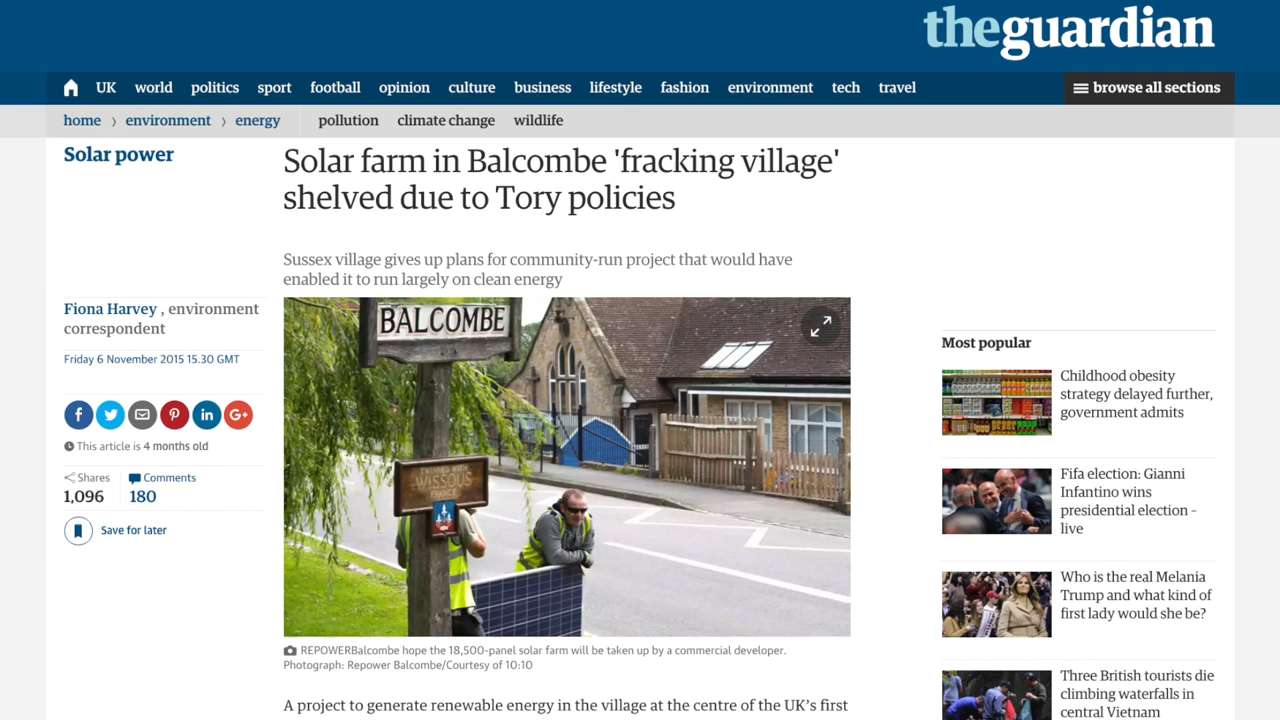 theguardian
UK world politics sport football opinion culture business lifestyle fashion environment tech travel browse all sections
home › environment › energy pollution climate change wildlife
Solar power
Solar farm in Balcombe 'fracking village'
shelved due to Tory policies
Sussex village gives up plans for community-run project that would have
enabled it to run largely on clean energy
Fiona Harvey , environment
correspondent
Friday 6 November 2015 15.30 GMT
This article is 4 months old
Shares
1,096
Comments
180
Save for later
BALCOMBE
TWINNED WITH
WISSOUS
FRANCE
REPOWERBalcombe hope the 18,500-panel solar farm will be taken up by a commercial developer.
Photograph: Repower Balcombe/Courtesy of 10:10
A project to generate renewable energy in the village at the centre of the UK's first
Most popular
Childhood obesity
strategy delayed further,
government admits
Fifa election: Gianni
Infantino wins
presidential election –
live
Who is the real Melania
Trump and what kind of
first lady would she be?
Three British tourists die
climbing waterfalls in
central Vietnam